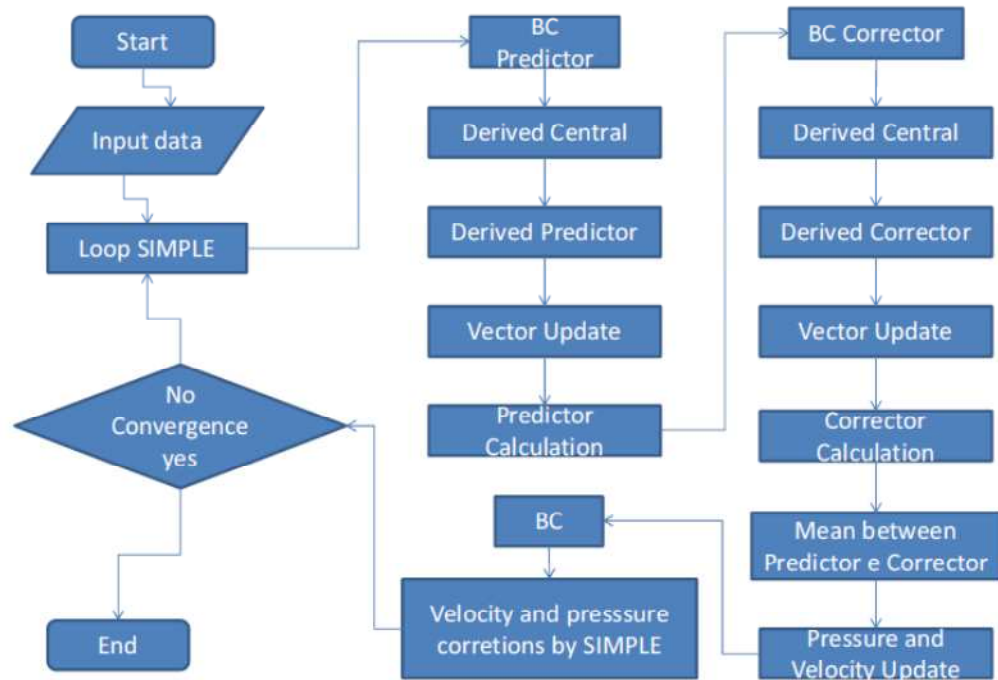 Start
Input data
Loop SIMPLE
No
Convergence
yes
End
BC
Predictor
Derived Central
Derived Predictor
Vector Update
Predictor
Calculation
BC
Velocity and presssure
corretions by SIMPLE
BC Corrector
Derived Central
Derived Corrector
Vector Update
Corrector
Calculation
Mean between
Predictor e Corrector
Pressure and
Velocity Update